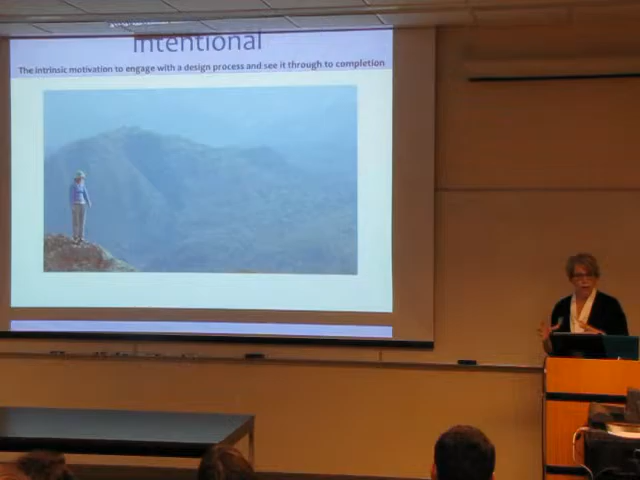 Intentional
The intrinsic motivation to engage with a design process and see it through to completion